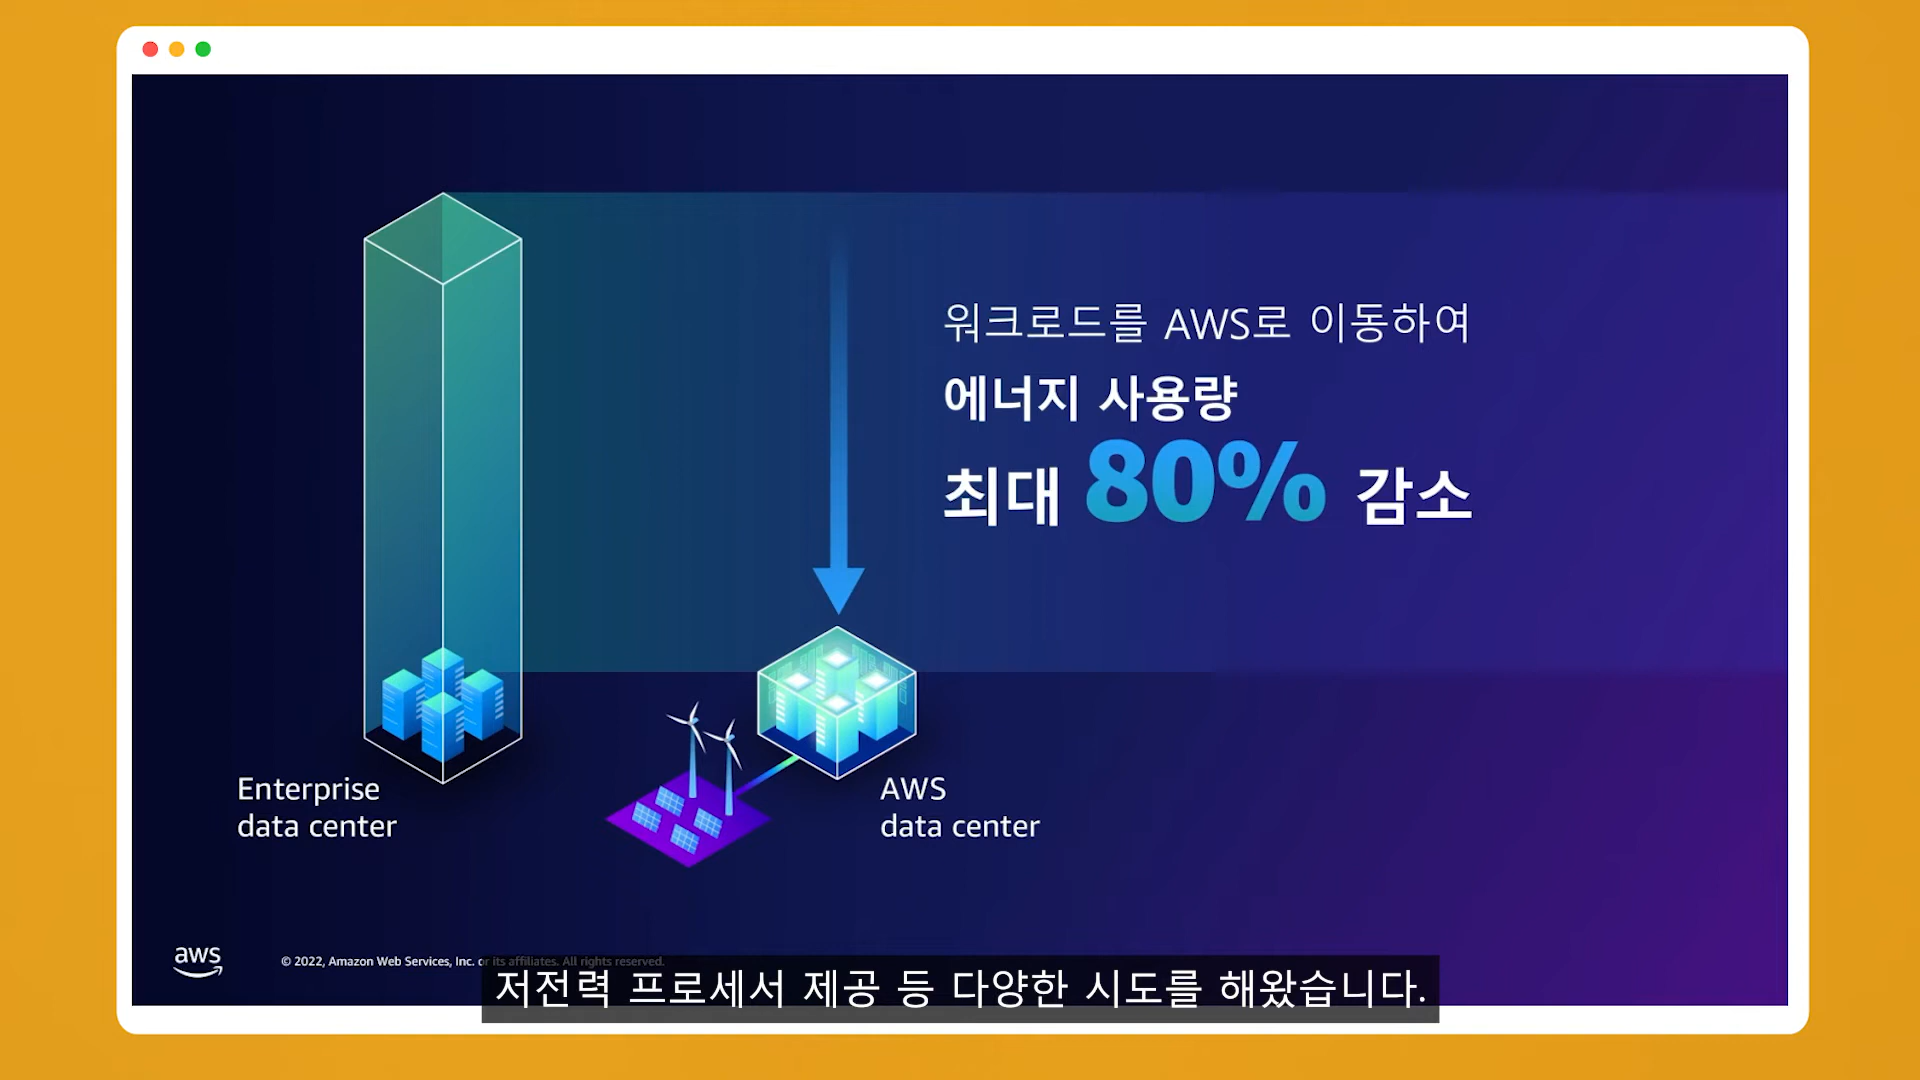 워크로드를 AWS로 이동하여
에너지 사용량
최대 80% 감소
Enterprise
data center
AWS
data center
aws
© 2022, Amazon Web Services, Inc. or its affiliates. All rights reserved.
저전력 프로세서 제공 등 다양한 시도를 해왔습니다.